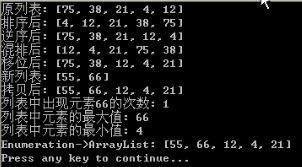 原列表: [75, 38, 21, 4, 12]
排序后: [4, 12, 21, 38, 75]
逆序后: [75, 38, 21, 12, 4]
混排后: [12, 4, 21, 75, 38]
移位后: [75, 38, 12, 4, 21]
新列表: [55, 66]
拷贝后: [55, 66, 12, 4, 21]
列表中出现元素66的次数: 1
列表中元素的最大值: 66
列表中元素的最小值: 4
Enumeration->ArrayList: [55, 66, 12, 4, 21]
Press any key to continue...